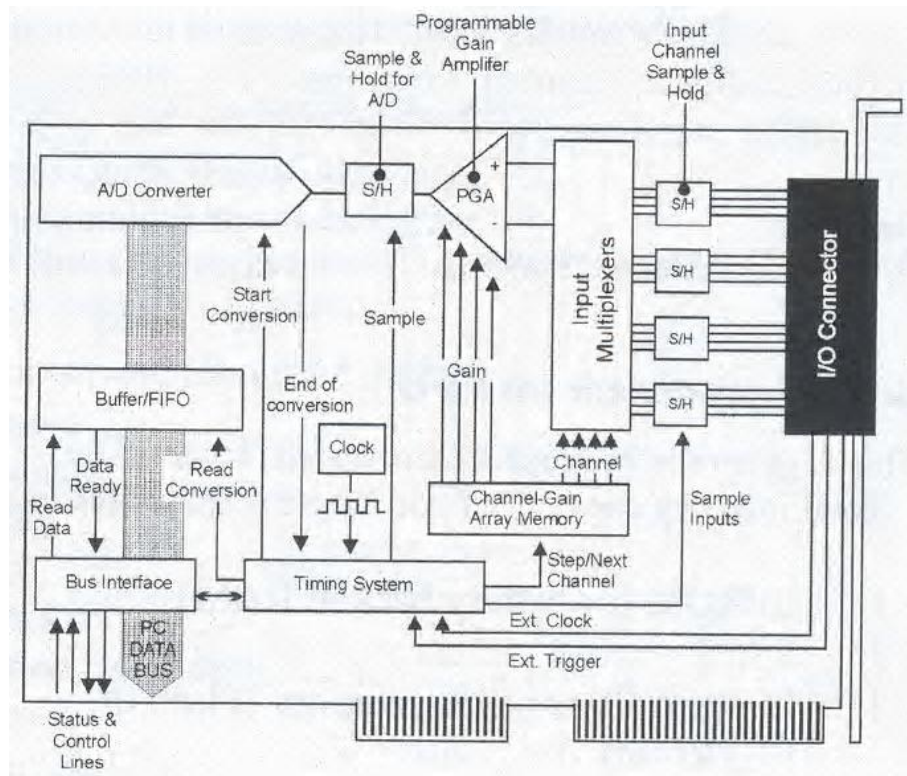 Programmable
Gain
Amplifer
Sample &
Hold for
A/D
Input
Channel
Sample &
Hold
A/D Converter
S/H
PGA
+
-
S/H
S/H
S/H
S/H
Input
Multiplexers
I/O Connector
Start
Conversion
Sample
Gain
End of
conversion
Buffer/FIFO
Clock
Data
Ready
Read
Conversion
Read
Data
Channel
Channel-Gain
Array Memory
Sample
Inputs
Bus Interface
Timing System
Step/Next
Channel
Ext. Clock
Ext. Trigger
PC
DATA
BUS
Status &
Control
Lines